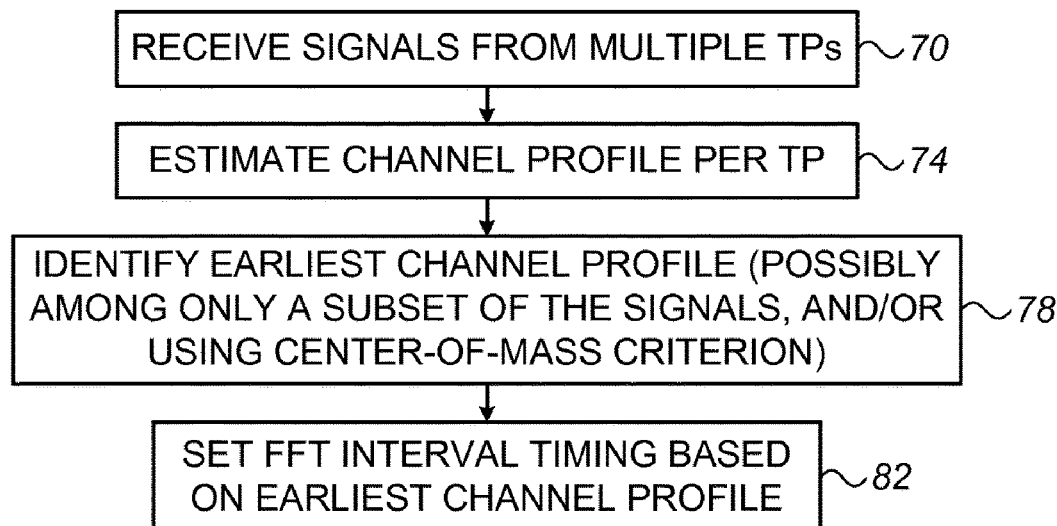 RECEIVE SIGNALS FROM MULTIPLE TPs 70
ESTIMATE CHANNEL PROFILE PER TP 74
IDENTIFY EARLIEST CHANNEL PROFILE (POSSIBLY
AMONG ONLY A SUBSET OF THE SIGNALS, AND/OR 78
USING CENTER-OF-MASS CRITERION)
SET FFT INTERVAL TIMING BASED
ON EARLIEST CHANNEL PROFILE 82